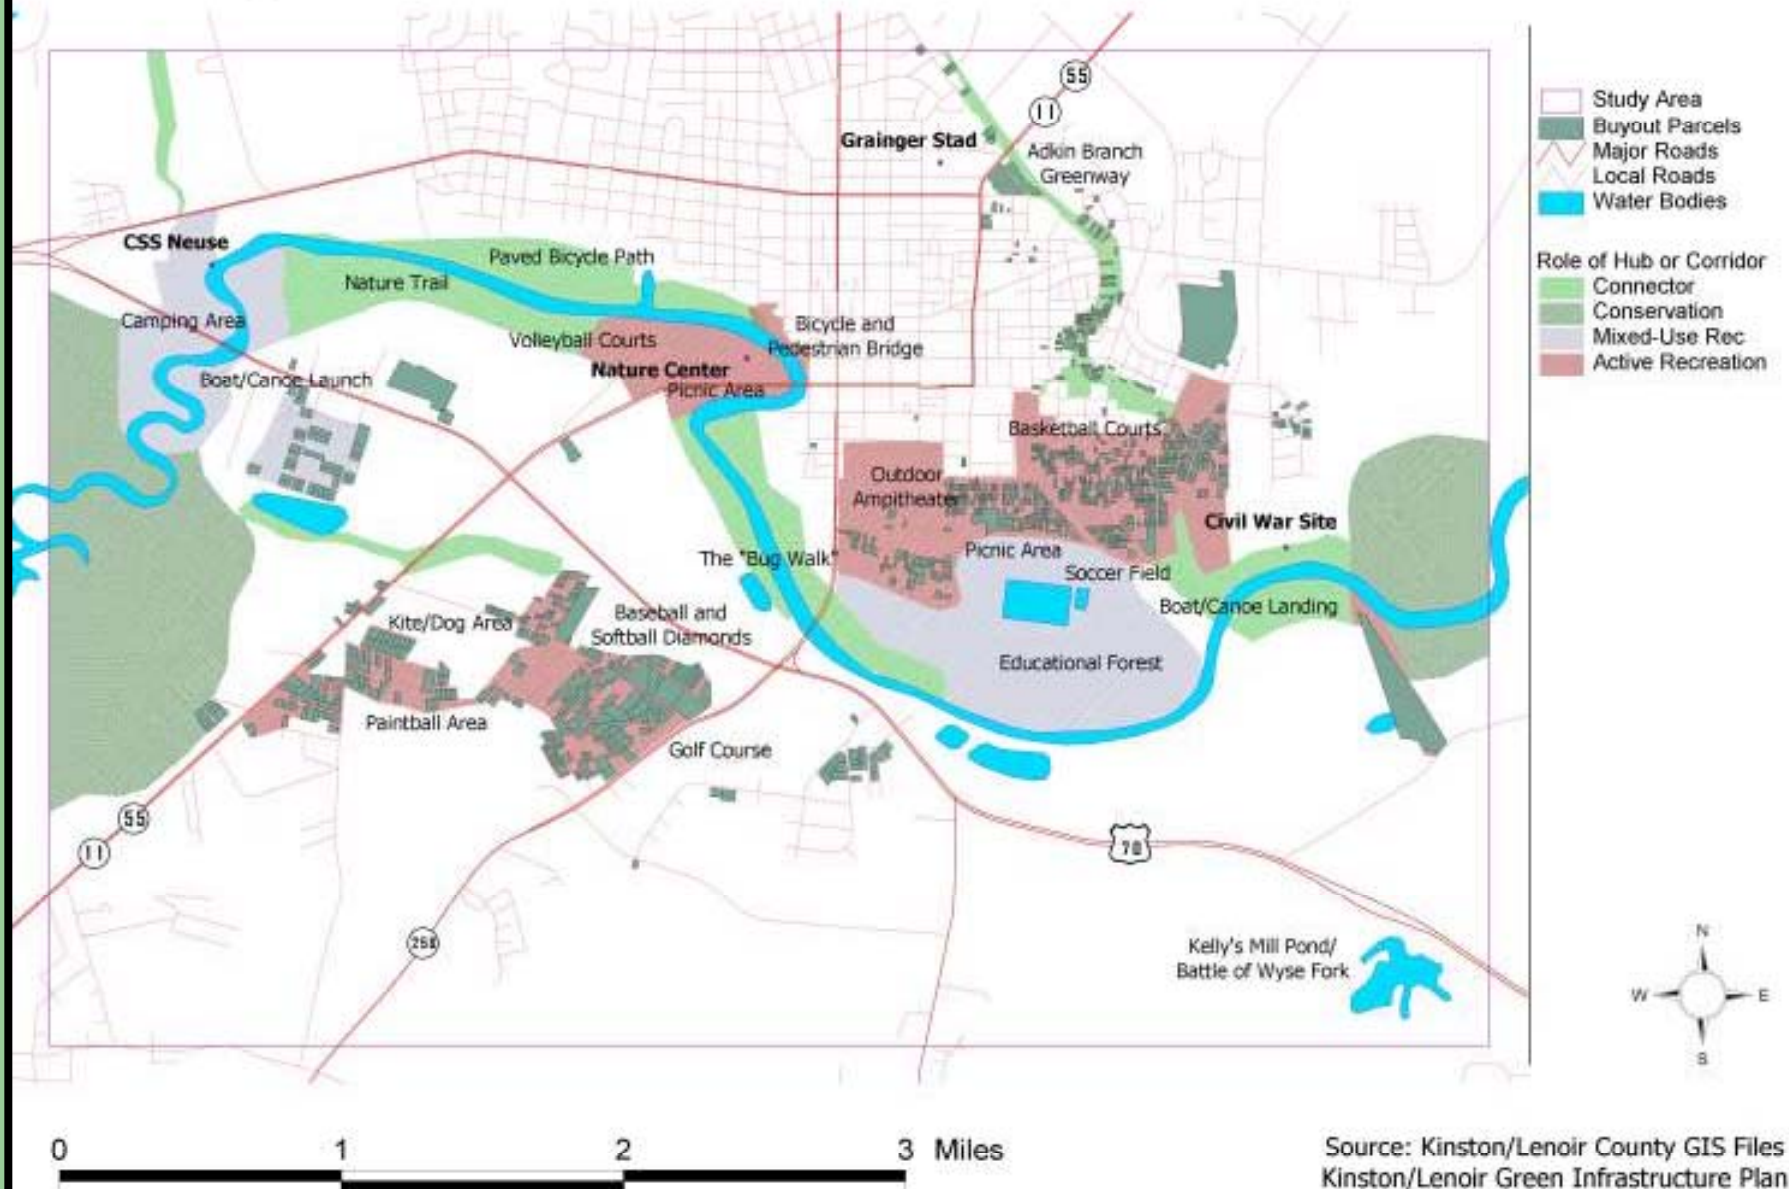 55
11
Grainger Stad
Adkin Branch
Greenway
CSS Neuse
Paved Bicycle Path
Nature Trail
Camping Area
Volleyball Courts
Bicycle and
Pedestrian Bridge
Nature Center
Boat/Canoe Launch
Picnic Area
Basketball Courts
Outdoor
Ampitheater
Civil War Site
The "Bug Walk"
Picnic Area
Soccer Field
Boat/Canoe Landing
Kite/Dog Area
Baseball and
Softball Diamonds
Educational Forest
Paintball Area
Golf Course
55
11
70
258
Kelly's Mill Pond/
Battle of Wyse Fork
Study Area
Buyout Parcels
Major Roads
Local Roads
Water Bodies
Role of Hub or Corridor
Connector
Conservation
Mixed-Use Rec
Active Recreation
N
W E
S
0 1 2 3 Miles
Source: Kinston/Lenoir County GIS Files
Kinston/Lenoir Green Infrastructure Plan